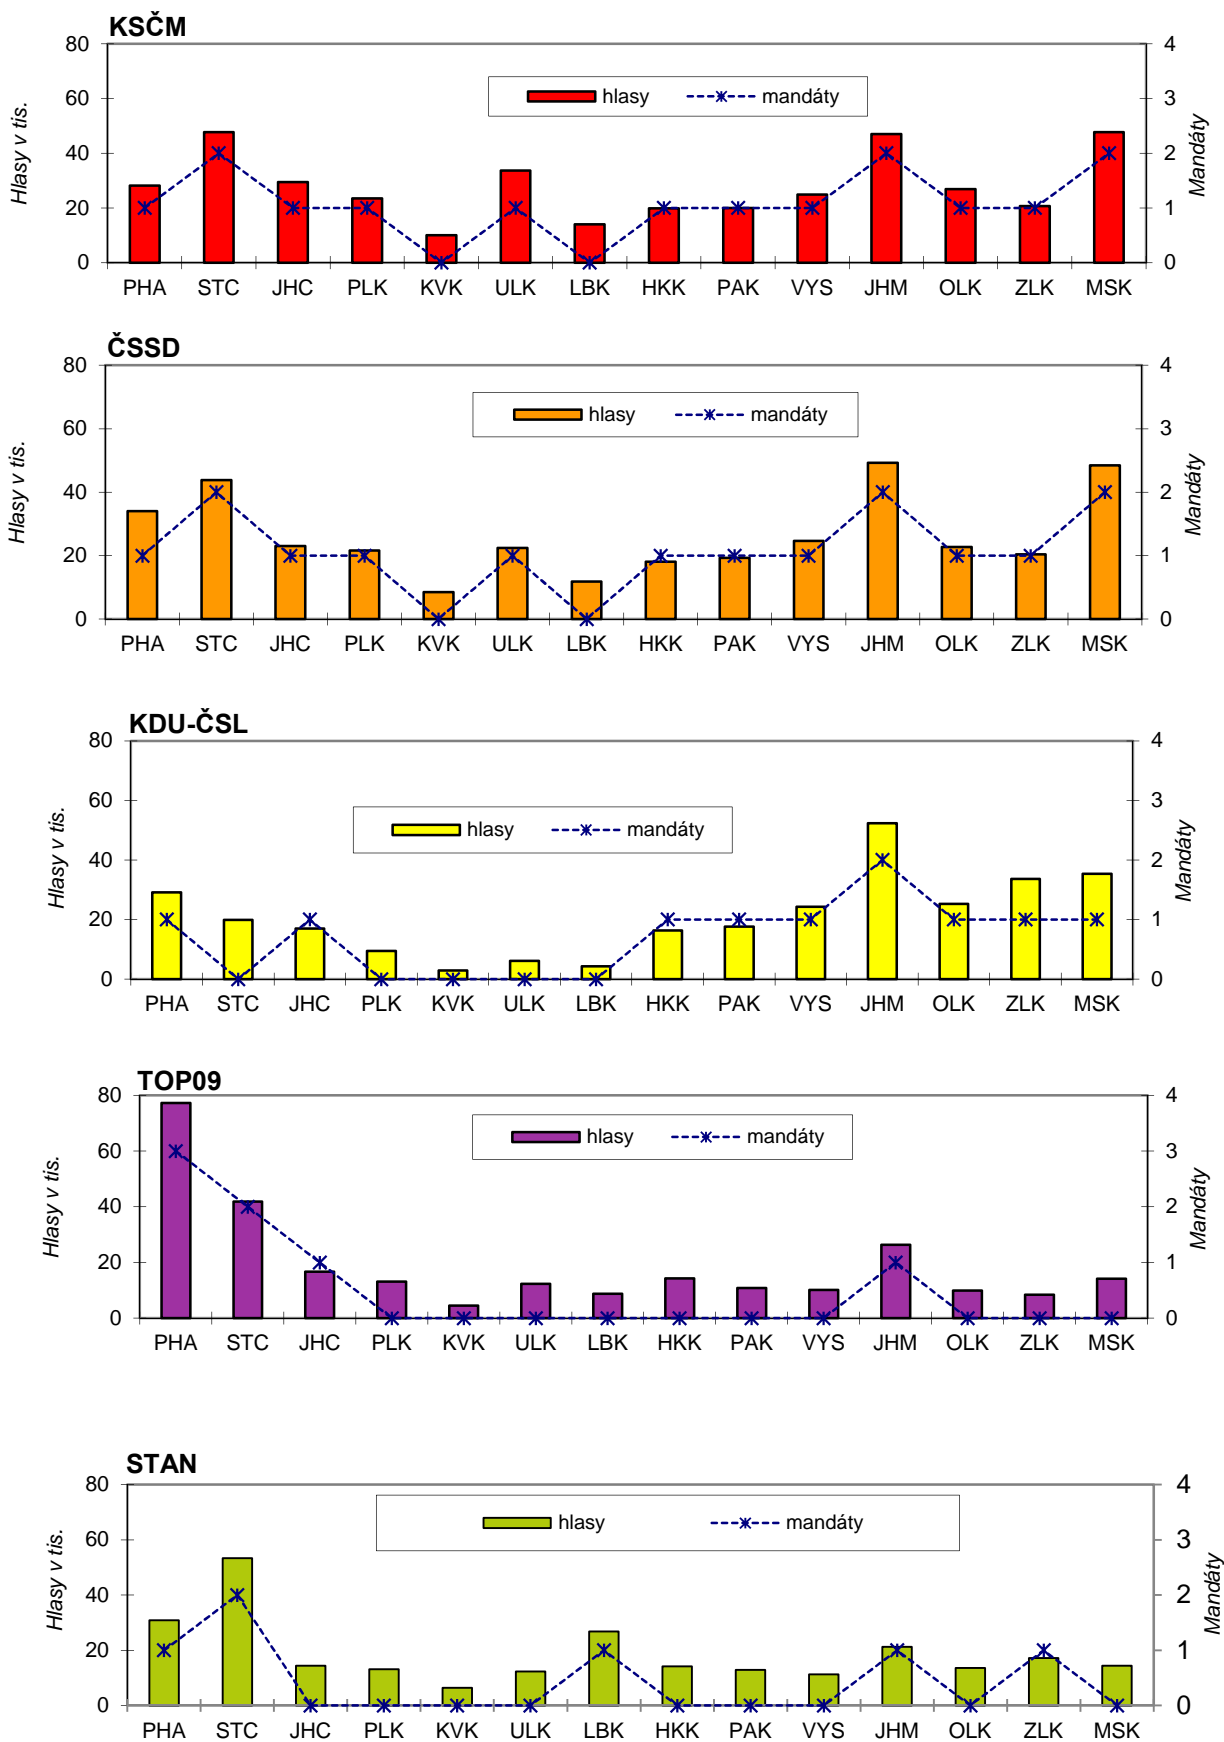 KSČM
80 4
hlasy mandáty
60 3
Hlasy v tis. Mandáty
40 2
20 1
0 0
PHA STC JHC PLK KVK ULK LBK HKK PAK VYS JHM OLK ZLK MSK
ČSSD
80 4
hlasy mandáty
60 3
Hlasy v tis. Mandáty
40 2
20 1
0 0
PHA STC JHC PLK KVK ULK LBK HKK PAK VYS JHM OLK ZLK MSK
KDU-ČSL
80 4
60 3
hlasy mandáty
Hlasy v tis. Mandáty
40 2
20 1
0 0
PHA STC JHC PLK KVK ULK LBK HKK PAK VYS JHM OLK ZLK MSK
TOP09
80 4
hlasy mandáty
60 3
Hlasy v tis. Mandáty
40 2
20 1
0 0
PHA STC JHC PLK KVK ULK LBK HKK PAK VYS JHM OLK ZLK MSK
STAN
80 4
hlasy mandáty
60 3
Hlasy v tis. Mandáty
40 2
20 1
0 0
PHA STC JHC PLK KVK ULK LBK HKK PAK VYS JHM OLK ZLK MSK